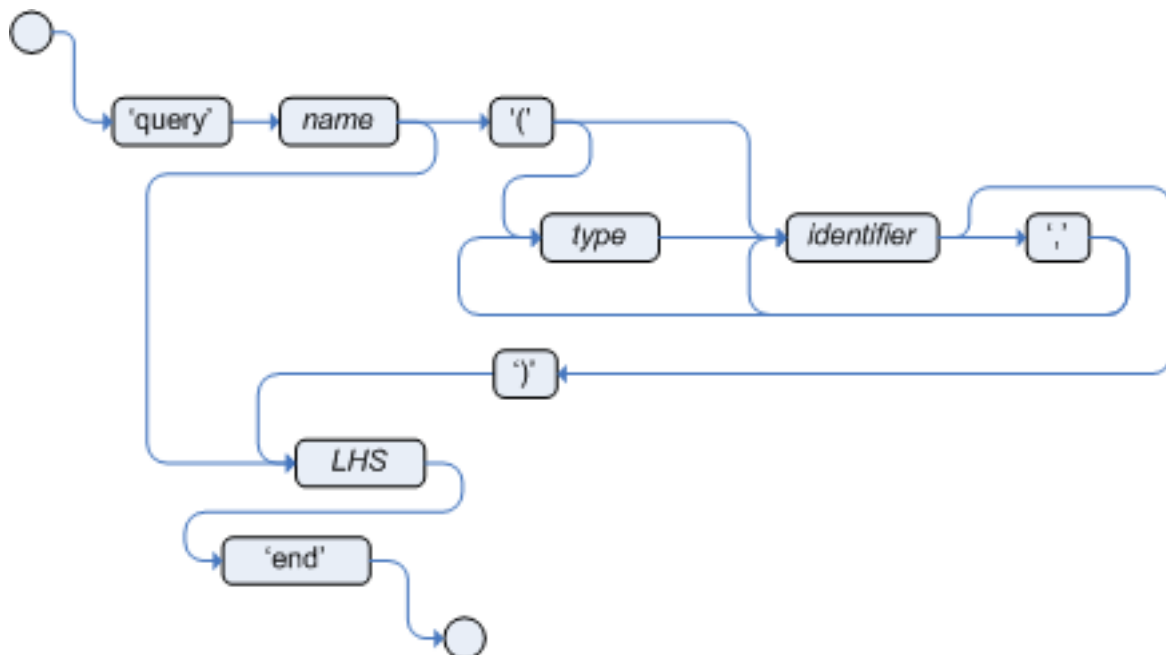 ‘query’ name '('
type identifier ‘,’
‘)’
LHS
‘end’